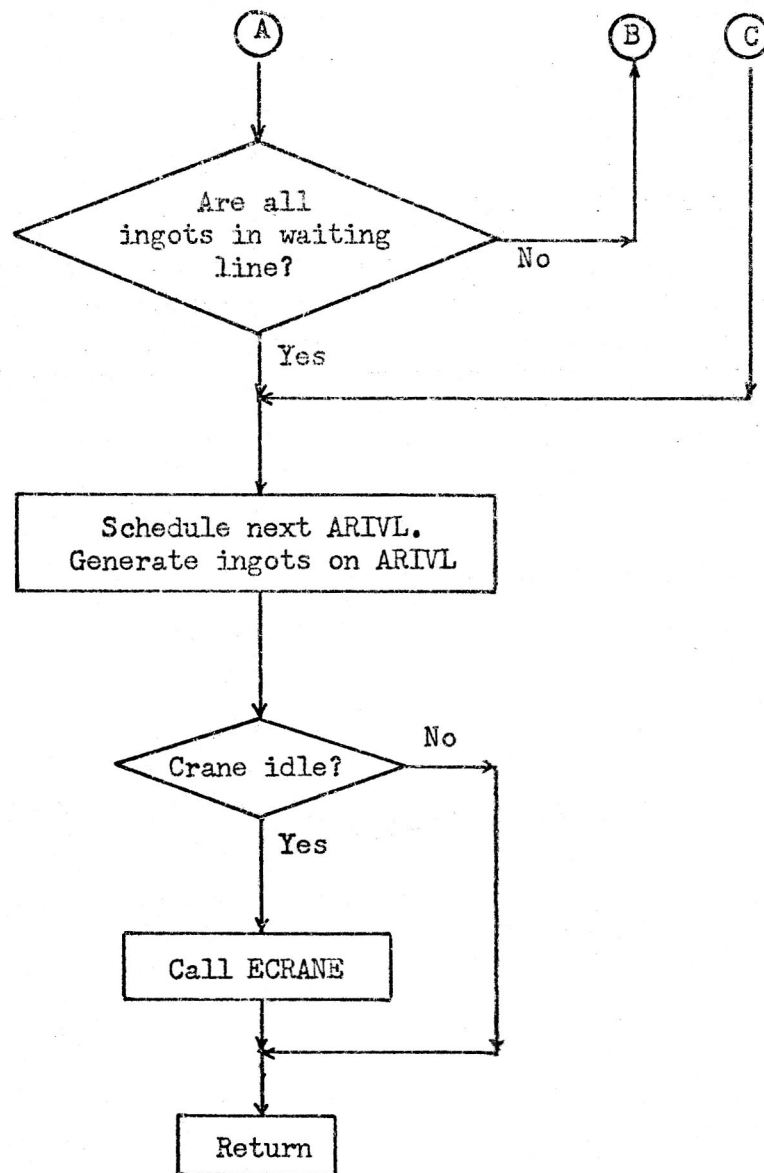 A
B
C
Are all
ingots in waiting
line?
No
Yes
Schedule next ARIVL.
Generate ingots on ARIVL
No
Crane idle?
Yes
Call ECRANE
Return